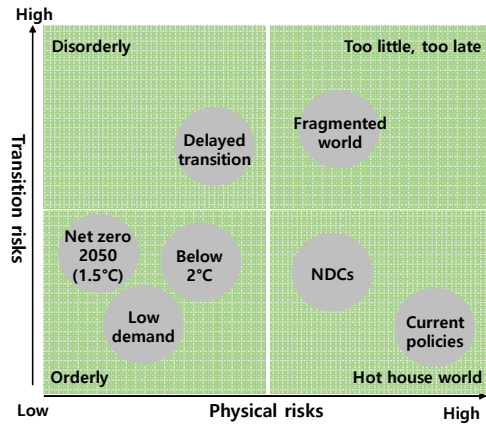 High
Disorderly
Too little, too late
Transition risks
Delayed
transition
Fragmented
world
Net zero
2050
(1.5°C)
Below
2°C
NDCs
Low
demand
Current
policies
Orderly
Hot house world
Low
Physical risks
High